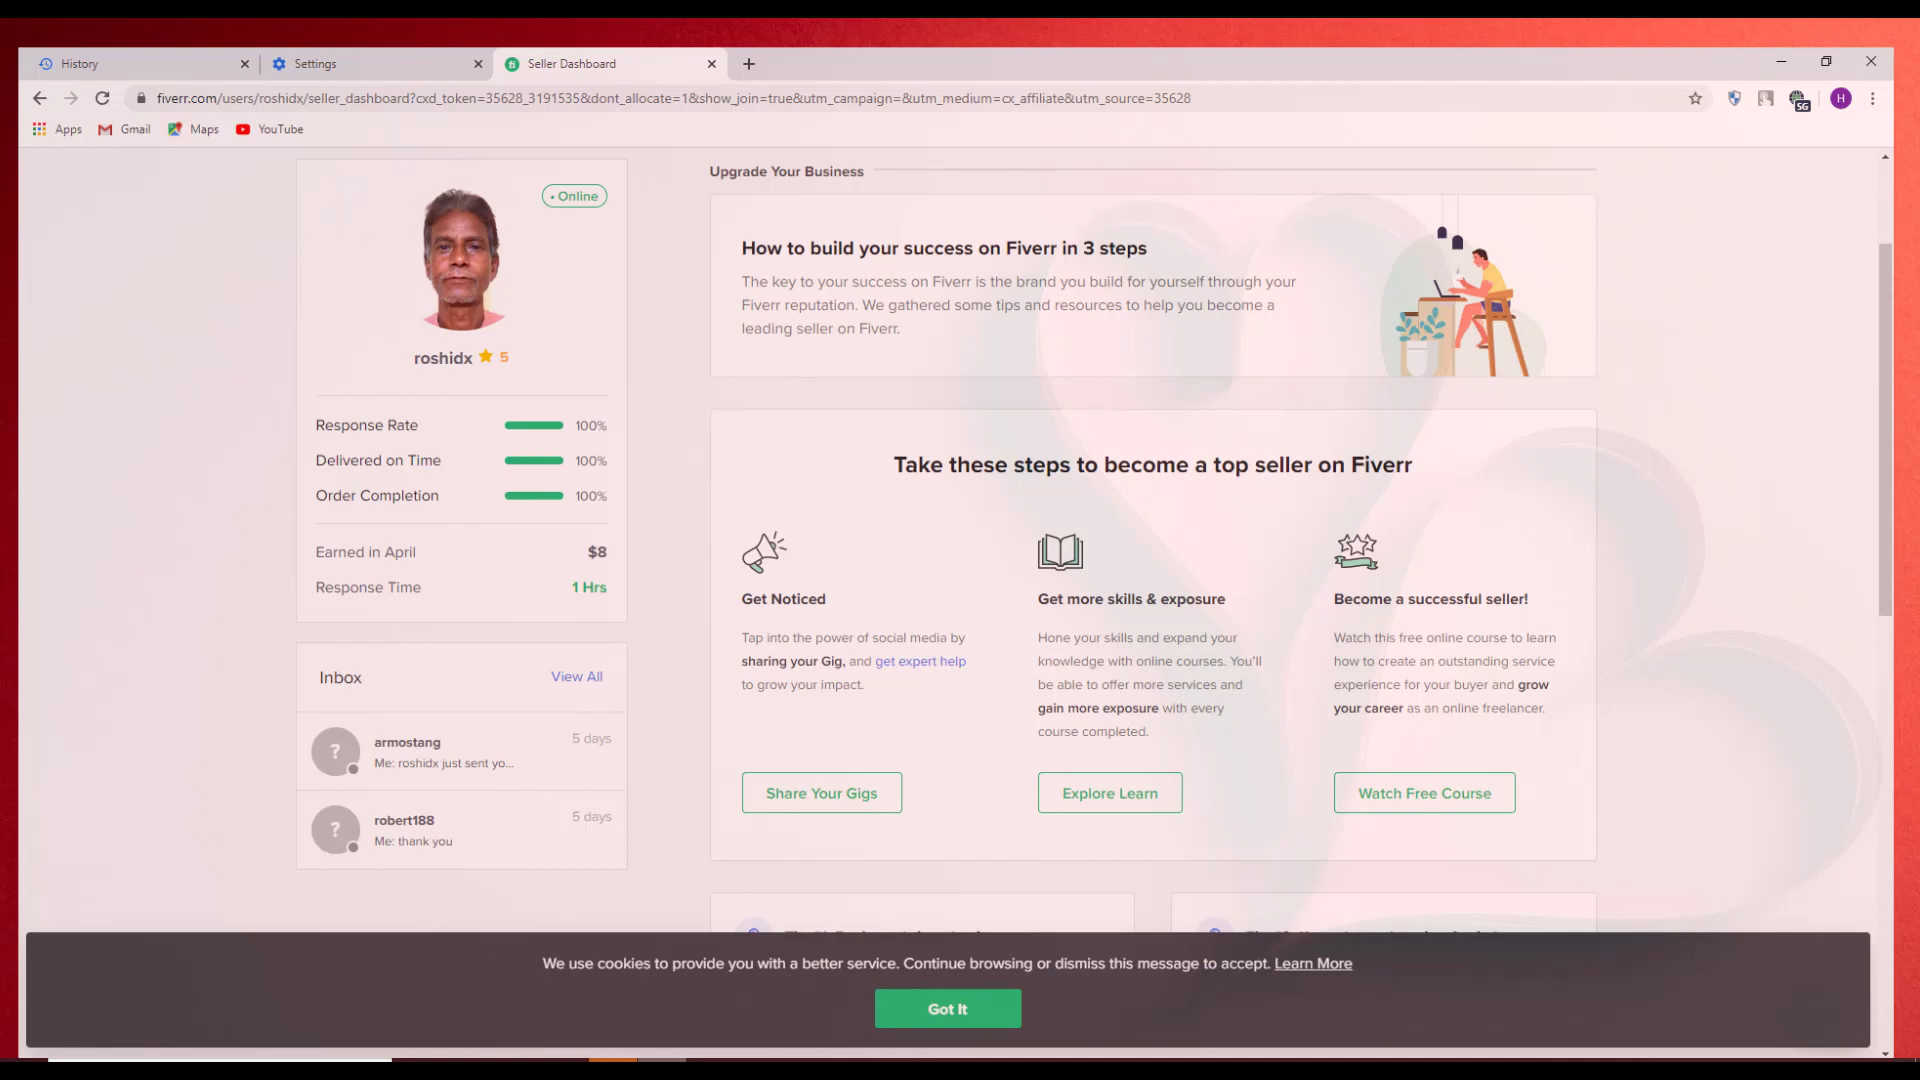 History
Settings
Seller Dashboard
fiverr.com/users/roshidx/seller_dashboard?cxd_token=35628_3191535&dont_allocate=1&show_join=true&utm_campaign=&utm_medium=cx_affiliate&utm_source=35628
SG
H
Apps
Gmail
Maps
YouTube
Online
roshidx 5
Response Rate 100%
Delivered on Time 100%
Order Completion 100%
Earned in April $8
Response Time 1 Hrs
Inbox View All
armostang 5 days
Me: roshidx just sent yo...
robert188 5 days
Me: thank you
Upgrade Your Business
How to build your success on Fiverr in 3 steps
The key to your success on Fiverr is the brand you build for yourself through your
Fiverr reputation. We gathered some tips and resources to help you become a
leading seller on Fiverr.
Take these steps to become a top seller on Fiverr
Get Noticed
Tap into the power of social media by
sharing your Gig, and get expert help
to grow your impact.
Share Your Gigs
Get more skills & exposure
Hone your skills and expand your
knowledge with online courses. You'll
be able to offer more services and
gain more exposure with every
course completed.
Explore Learn
Become a successful seller!
Watch this free online course to learn
how to create an outstanding service
experience for your buyer and grow
your career as an online freelancer.
Watch Free Course
We use cookies to provide you with a better service. Continue browsing or dismiss this message to accept. Learn More
Got It